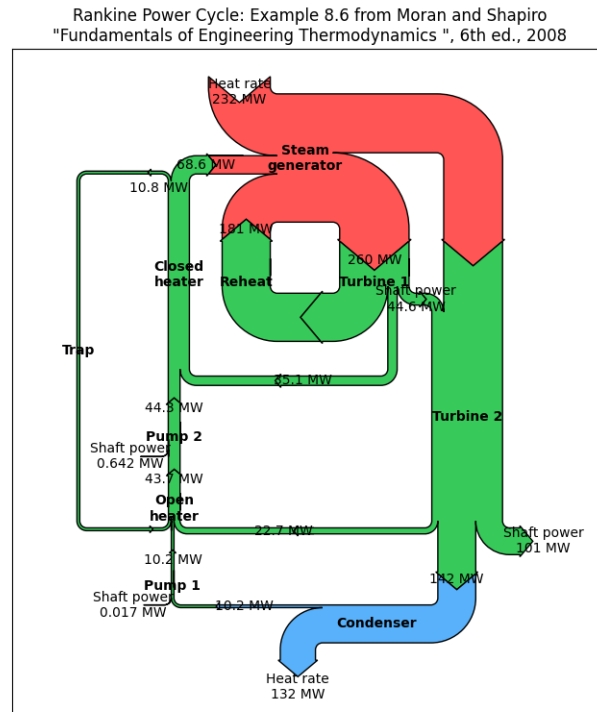 Rankine Power Cycle: Example 8.6 from Moran and Shapiro
"Fundamentals of Engineering Thermodynamics ", 6th ed., 2008
Heat rate
232 MW
Steam
generator
68.6 MW
10.8 MW
181 MW
260 MW
Closed
heater
Reheat
Turbine 1
Shaft power
44.6 MW
Trap
35.1 MW
44.3 MW
Turbine 2
Pump 2
Shaft power
0.642 MW
43.7 MW
Open
heater
22.7 MW
Shaft power
101 MW
10.2 MW
142 MW
Pump 1
Shaft power
0.017 MW
10.2 MW
Condenser
Heat rate
132 MW